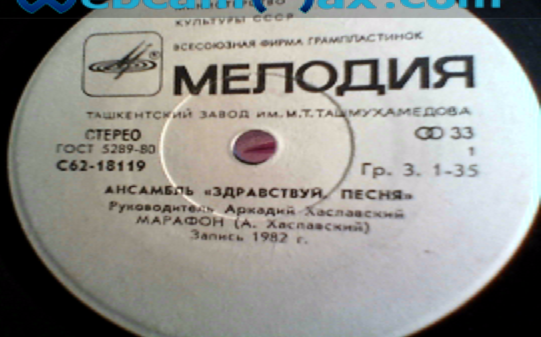 МИНИСТЕРСТВО
КУЛЬТУРЫ СССР
ВСЕСОЮЗНАЯ ФИРМА ГРАМПЛАСТИНОК
МЕЛОДИЯ
ТАШКЕНТСКИЙ ЗАВОД ИМ. М.Т. ТАШМУХАМЕДОВА
СТЕРЕО
33
ГОСТ 5289-80
1
С62-18119
Гр. 3. 1-35
АНСАМБЛЬ «ЗДРАВСТВУЙ, ПЕСНЯ»
Руководитель Аркадий Хаславский
МАРАФОН (А. Хаславский)
Запись 1982 г.